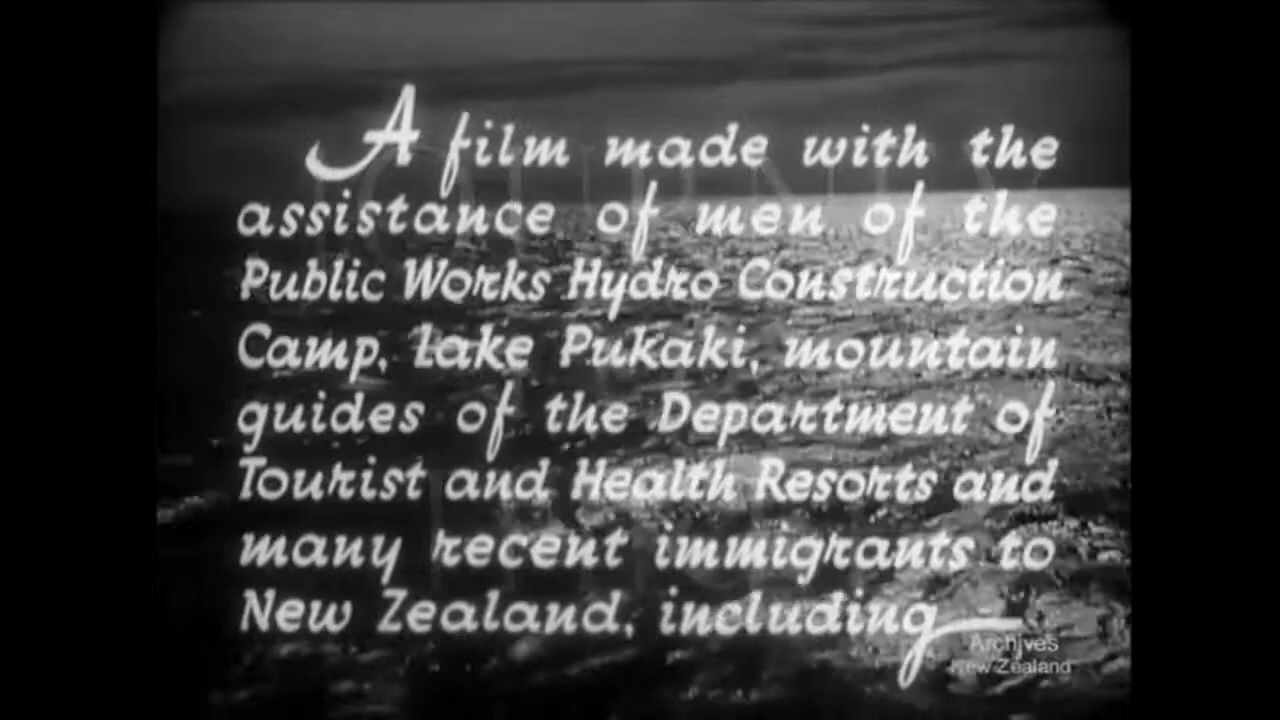 A film made with the
assistance of men of the
Public Works Hydro Construction
Camp, Lake Pukaki, mountain
guides of the Department of
Tourist and Health Resorts and
many recent immigrants to
New Zealand, including
Archives
New Zealand